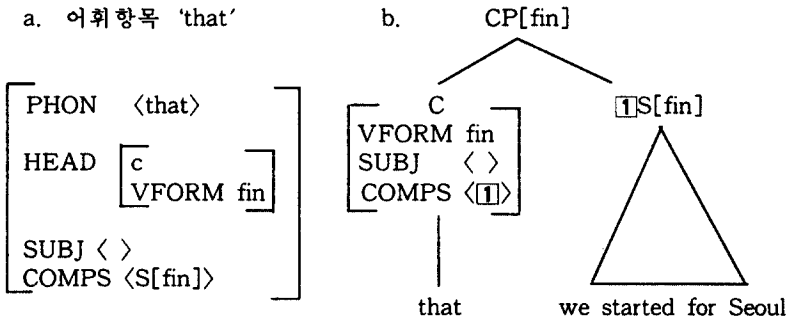 a. 어휘항목 'that'
b. CP[fin]
PHON 〈that〉
HEAD [c
VFORM fin]
SUBJ 〈 〉
COMPS 〈S[fin]〉
C
VFORM fin
SUBJ 〈 〉
COMPS 〈[1]〉
[1]S[fin]
that
we started for Seoul